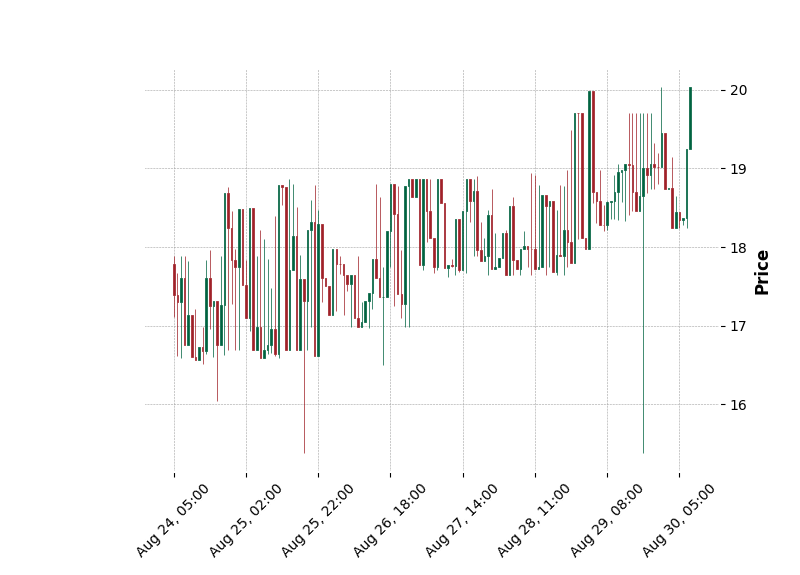 20
19
18
17
16
Price
Aug 24, 05:00
Aug 25, 02:00
Aug 25, 22:00
Aug 26, 18:00
Aug 27, 14:00
Aug 28, 11:00
Aug 29, 08:00
Aug 30, 05:00